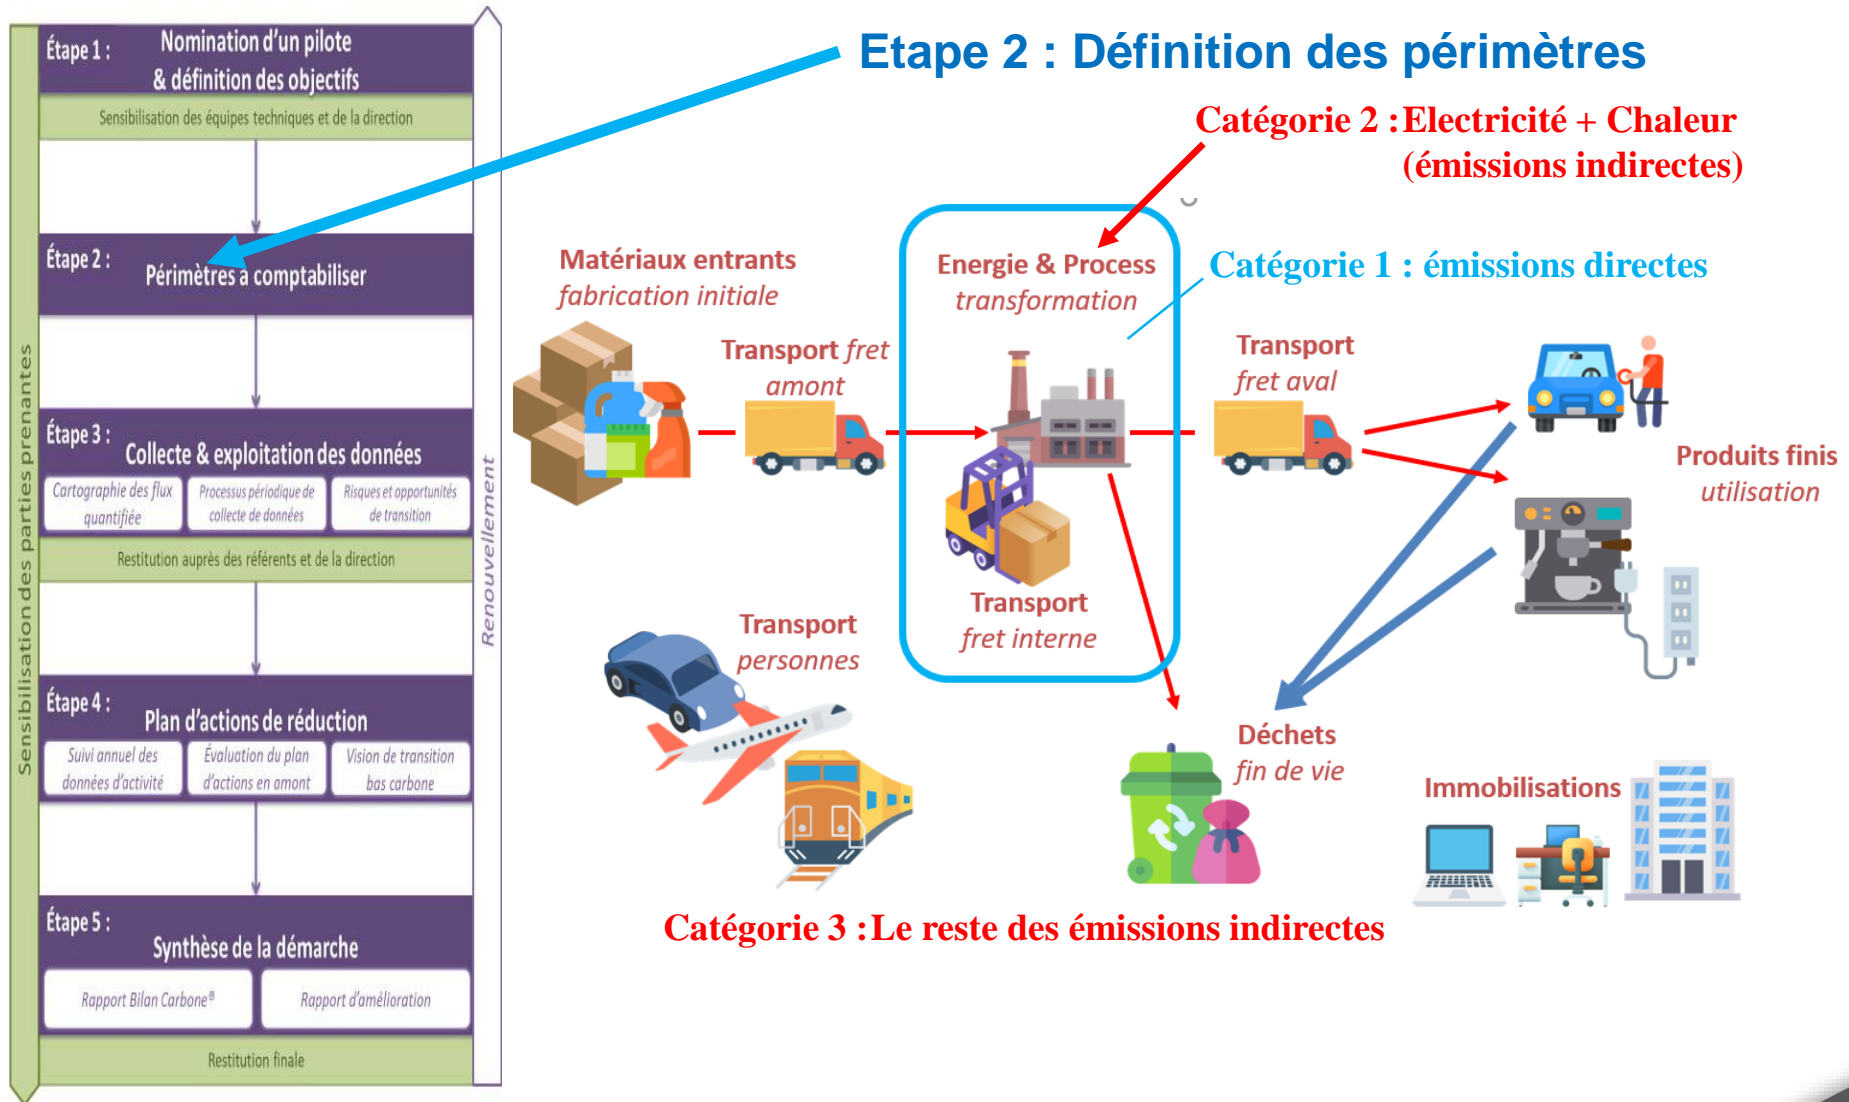 Étape 1 :
Nomination d'un pilote
& définition des objectifs
Sensibilisation des équipes techniques et de la direction
Étape 2 :
Périmètres à comptabiliser
Étape 3 :
Collecte & exploitation des données
Cartographie des flux
quantifiée
Processus périodique de
collecte de données
Risques et opportunités
de transition
Restitution auprès des référents et de la direction
Étape 4 :
Plan d'actions de réduction
Suivi annuel des
données d'activité
Évaluation du plan
d'actions en amont
Vision de transition
bas carbone
Étape 5 :
Synthèse de la démarche
Rapport Bilan Carbone®
Rapport d'amélioration
Restitution finale
Sensibilisation des parties prenantes
Renouvellement
Etape 2 : Définition des périmètres
Catégorie 2 : Electricité + Chaleur
(émissions indirectes)
Catégorie 1 : émissions directes
Matériaux entrants
fabrication initiale
Transport fret
amont
Energie & Process
transformation
Transport
fret interne
Transport
fret aval
Produits finis
utilisation
Transport
personnes
Déchets
fin de vie
Immobilisations
Catégorie 3 : Le reste des émissions indirectes